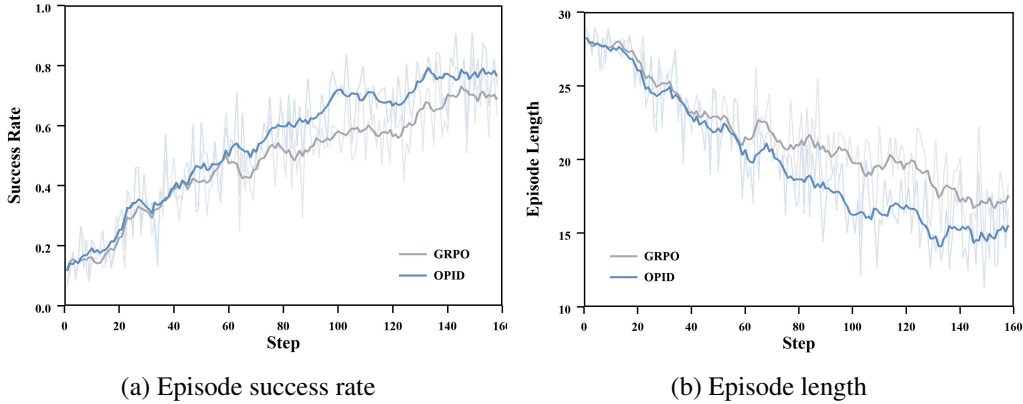 1.0
0.8
0.6
0.4
0.2
0.0
Success Rate
GRPO
OPID
0 20 40 60 80 100 120 140 160
Step
(a) Episode success rate
30
25
20
15
10
Episode Length
GRPO
OPID
0 20 40 60 80 100 120 140 160
Step
(b) Episode length